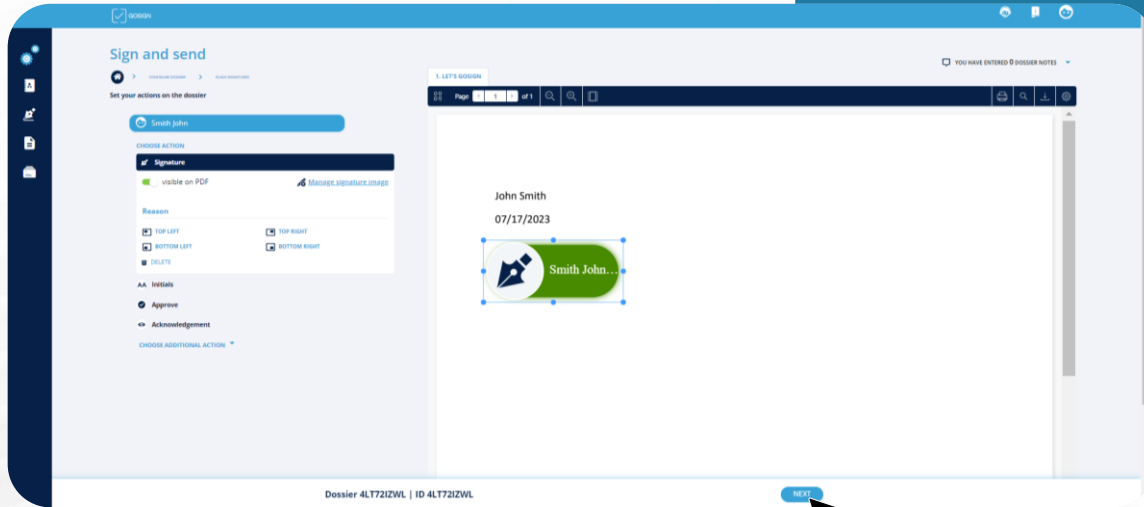 GOSIGN
Sign and send
YOU HAVE ENTERED 0 DOSSIER NOTES
Set your actions on the dossier
Smith John
CHOOSE ACTION
Signature
visible on PDF
Manage signature image
Reason
TOP LEFT
TOP RIGHT
BOTTOM LEFT
BOTTOM RIGHT
DELETE
AA Initials
Approve
Acknowledgement
CHOOSE ADDITIONAL ACTION
1. LET'S GOSIGN
Page 1 of 1
John Smith
07/17/2023
Smith John...
Dossier 4LT72IZWL | ID 4LT72IZWL
NEXT